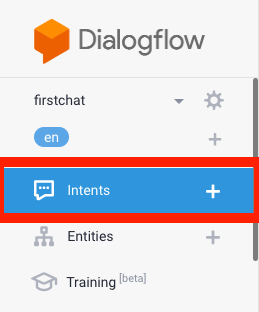 Dialogflow
firstchat
en
Intents
Entities
Training [beta]